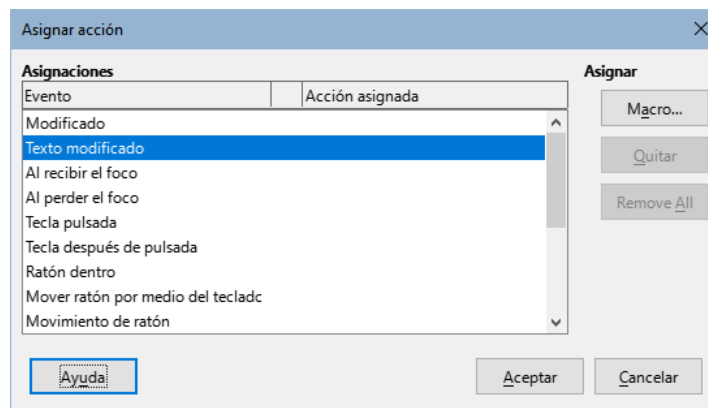 Asignar acción
Asignaciones
Asignar
Evento
Acción asignada
Modificado
Texto modificado
Al recibir el foco
Al perder el foco
Tecla pulsada
Tecla después de pulsada
Ratón dentro
Mover ratón por medio del teclado
Movimiento de ratón
Macro...
Quitar
Remove All
Ayuda
Aceptar
Cancelar